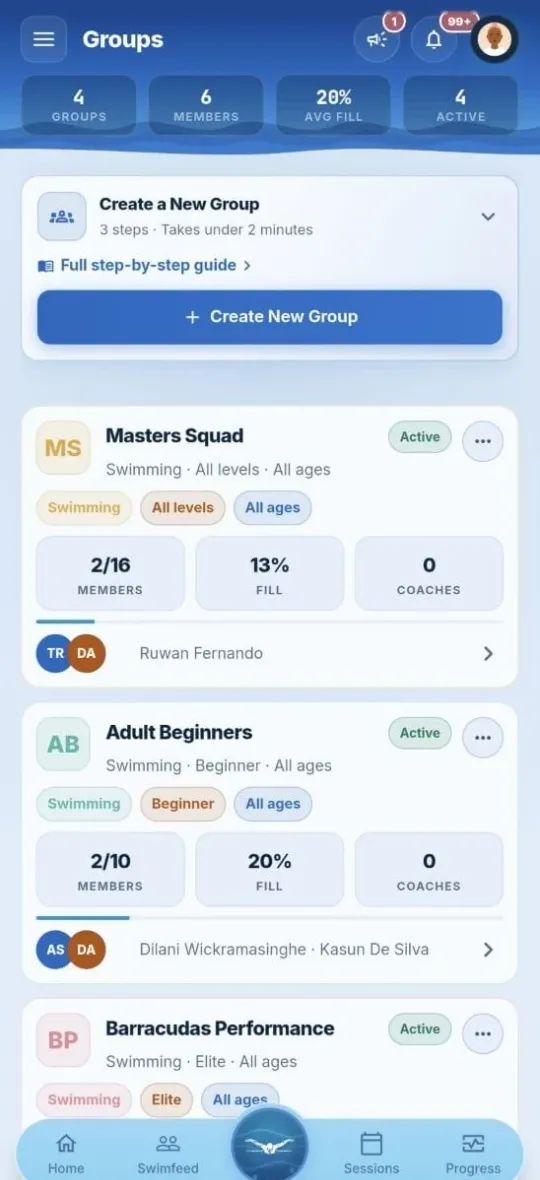 Groups
1
99+
4
GROUPS
6
MEMBERS
20%
AVG FILL
4
ACTIVE
Create a New Group
3 steps · Takes under 2 minutes
Full step-by-step guide
+ Create New Group
MS
Masters Squad
Active
Swimming · All levels · All ages
Swimming
All levels
All ages
2/16
MEMBERS
13%
FILL
0
COACHES
TR
DA
Ruwan Fernando
AB
Adult Beginners
Active
Swimming · Beginner · All ages
Swimming
Beginner
All ages
2/10
MEMBERS
20%
FILL
0
COACHES
AS
DA
Dilani Wickramasinghe · Kasun De Silva
BP
Barracudas Performance
Active
Swimming · Elite · All ages
Swimming
Elite
All ages
Home
Swimfeed
Sessions
Progress